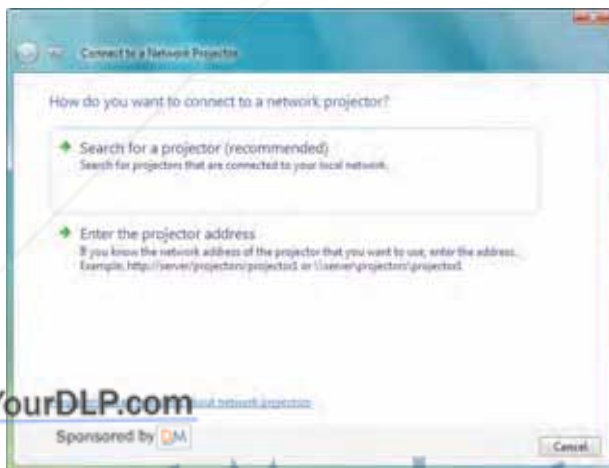 Connect to a Network Projector
How do you want to connect to a network projector?
Search for a projector (recommended)
Search for projectors that are connected to your local network.
Enter the projector address
If you know the network address of the projector that you want to use, enter the address.
Example, http://server/projectors/projector1 or \\server\projectors\projector1
YourDLP.com
network projectors
Sponsored by DM
Cancel